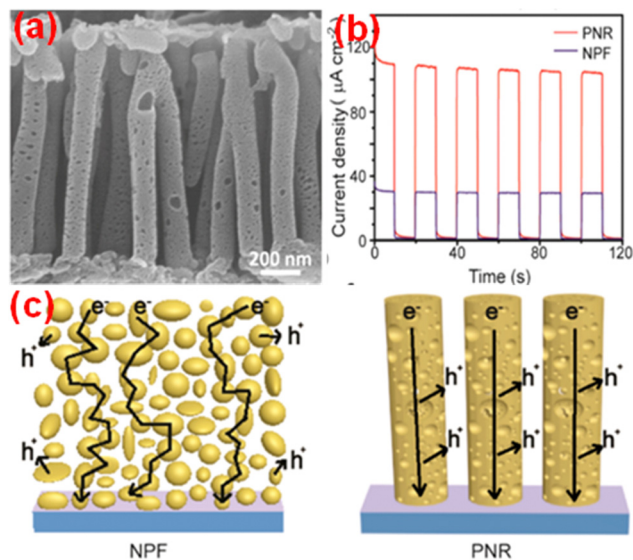 (a)
200 nm
(b)
PNR
NPF
Current density( μA cm⁻²)
0
40
80
120
0
40
80
120
Time (s)
(c)
e⁻ e⁻ e⁻
h⁺
h⁺
h⁺
h⁺
NPF
e⁻ e⁻ e⁻
h⁺ h⁺ h⁺
h⁺ h⁺ h⁺
PNR